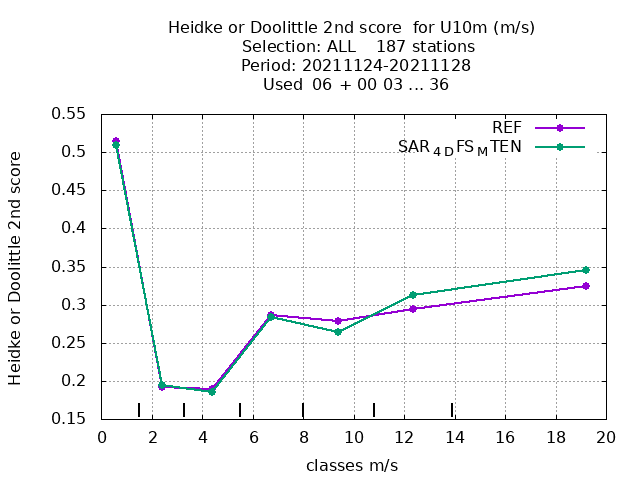 Heidke or Doolittle 2nd score  for U10m (m/s)
Selection: ALL    187 stations
Period: 20211124-20211128
Used  06 + 00 03 ... 36
REF
SAR4DFSMTEN
Heidke or Doolittle 2nd score
0.55
0.5
0.45
0.4
0.35
0.3
0.25
0.2
0.15
0 2 4 6 8 10 12 14 16 18 20
classes m/s